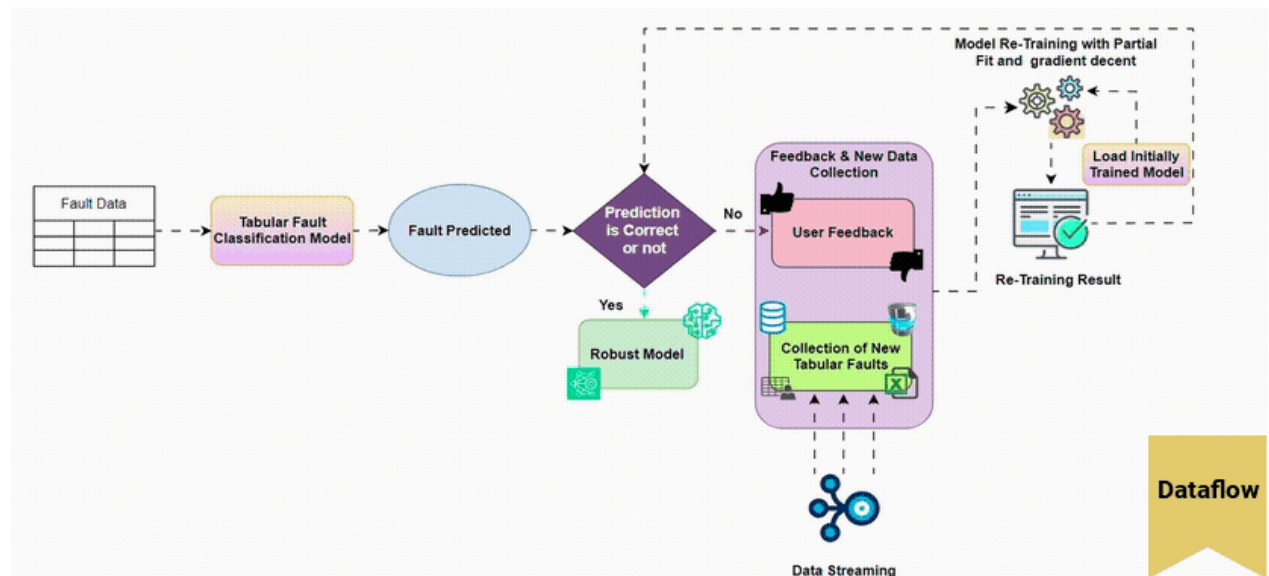 Model Re-Training with Partial
Fit and gradient decent
Feedback & New Data
Collection
Load Initially
Trained Model
Fault Data
Tabular Fault
Classification Model
Fault Predicted
Prediction
is Correct
or not
No
User Feedback
Re-Training Result
Yes
Robust Model
Collection of New
Tabular Faults
X
Dataflow
Data Streaming